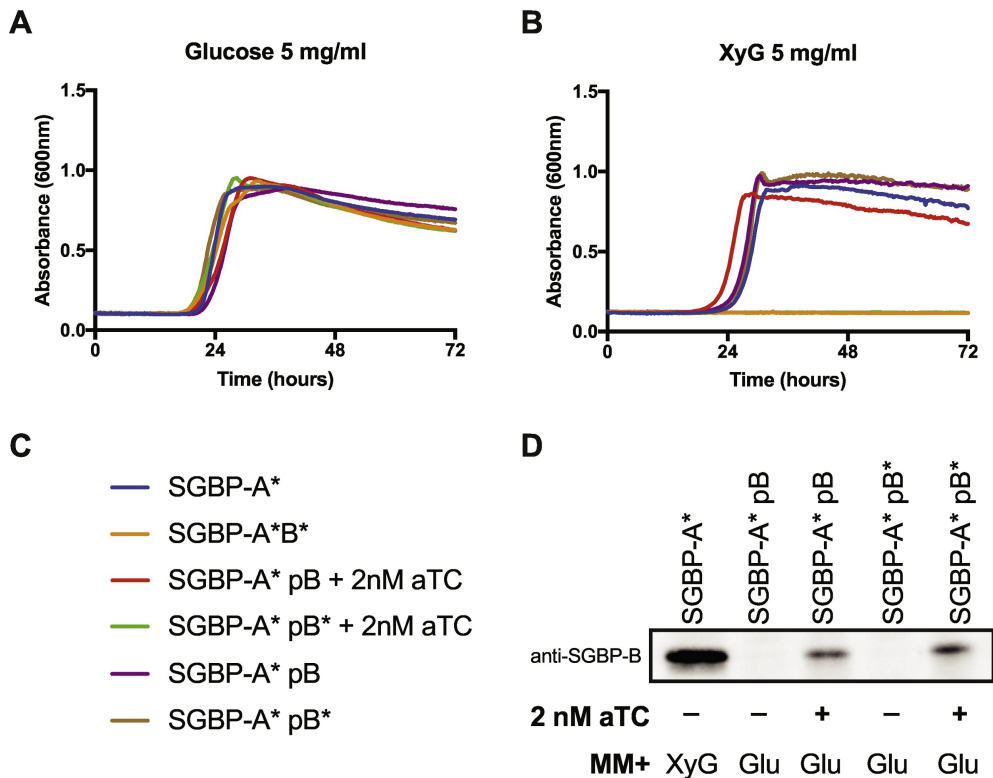 A
Glucose 5 mg/ml
Absorbance (600nm)
1.5
1.0
0.5
0.0
0
24
48
72
Time (hours)
B
XyG 5 mg/ml
Absorbance (600nm)
1.5
1.0
0.5
0.0
0
24
48
72
Time (hours)
C
SGBP-A*
SGBP-A*B*
SGBP-A* pB + 2nM aTC
SGBP-A* pB* + 2nM aTC
SGBP-A* pB
SGBP-A* pB*
D
SGBP-A*
SGBP-A* pB
SGBP-A* pB
SGBP-A* pB*
SGBP-A* pB*
anti-SGBP-B
2 nM aTC – – + – +
MM+ XyG Glu Glu Glu Glu